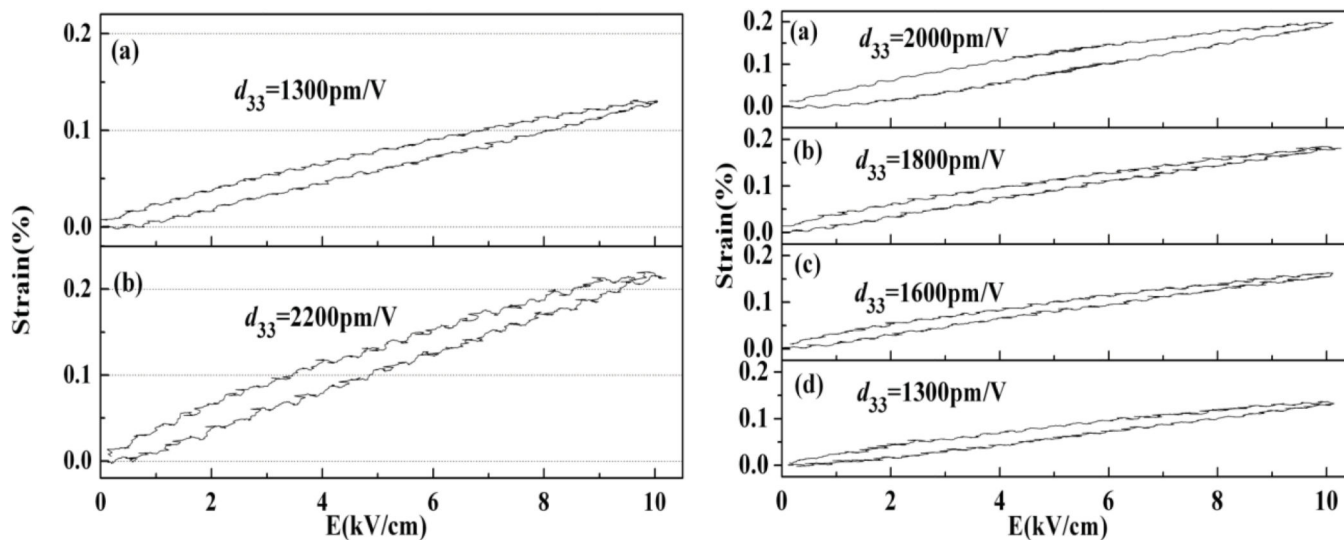 (a)
0.2
d33=1300pm/V
0.1
0.0
(b)
0.2
d33=2200pm/V
0.1
0.0
Strain(%)
0 2 4 6 8 10
E(kV/cm)
(a)
0.2
d33=2000pm/V
0.1
0.0
(b)
0.2
d33=1800pm/V
0.1
0.0
(c)
0.2
d33=1600pm/V
0.1
0.0
(d)
0.2
d33=1300pm/V
0.1
0.0
Strain(%)
0 2 4 6 8 10
E(kV/cm)